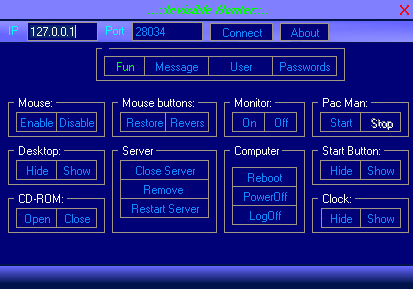 IP 127.0.0.1 Port 28034 Connect About
Fun Message User Passwords
Mouse: Mouse buttons: Monitor: Pac Man:
Enable Disable Restore Revers On Off Start Stop
Desktop: Server Computer Start Button:
Hide Show Close Server Reboot Hide Show
Remove PowerOff
CD-ROM: Clock:
Open Close Restart Server LogOff Hide Show